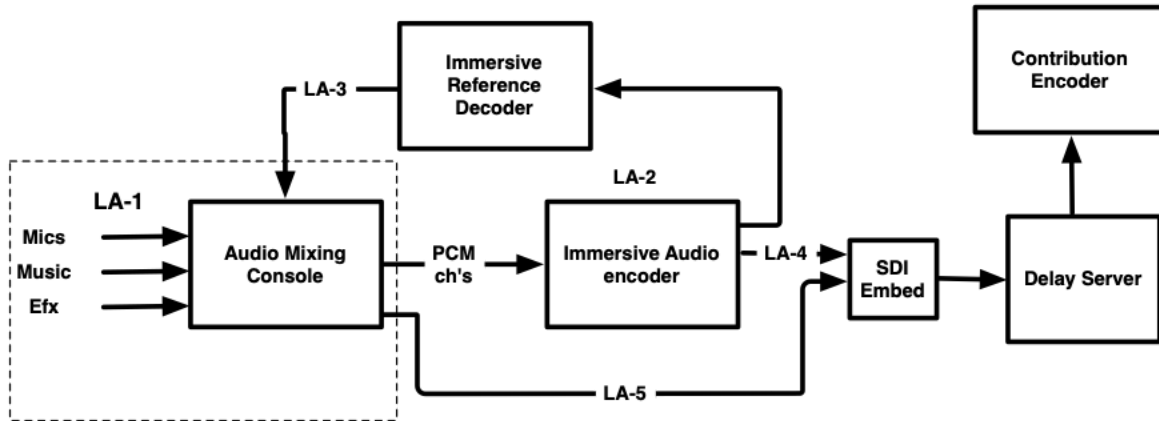 Immersive
Reference
Decoder
Contribution
Encoder
LA-3
LA-1
LA-2
Mics
Music
Efx
Audio Mixing
Console
PCM
ch's
Immersive Audio
encoder
LA-4
SDI
Embed
Delay Server
LA-5